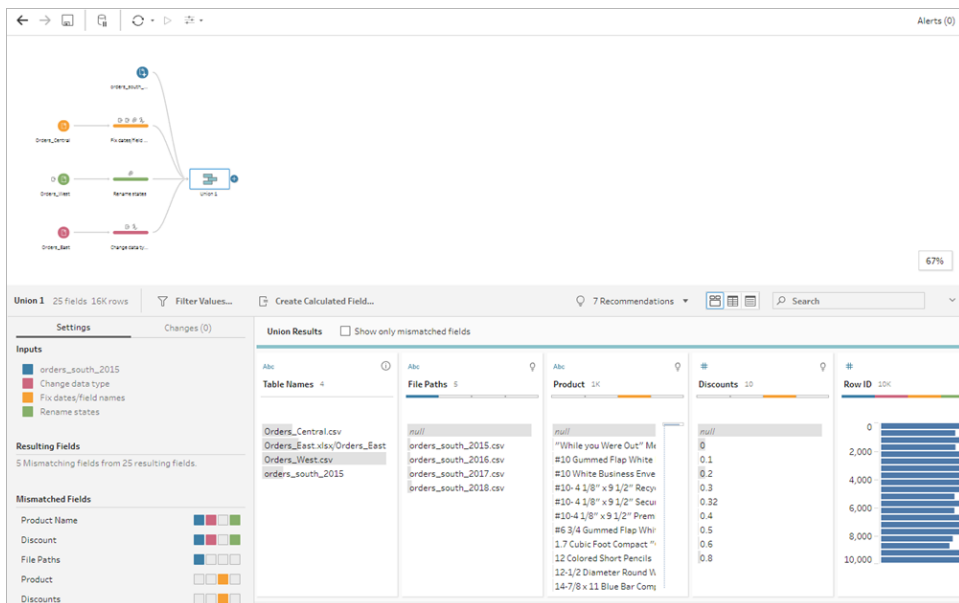 Alerts (0)
orders_south_...
Orders_Central
Fix dates/field ...
Orders_West
Rename states
Union 1
Orders_East
Change data ty...
67%
Union 1 25 fields 16K rows
Filter Values...
Create Calculated Field...
7 Recommendations
Search
Settings
Changes (0)
Union Results
Show only mismatched fields
Inputs
orders_south_2015
Change data type
Fix dates/field names
Rename states
Resulting Fields
5 Mismatching fields from 25 resulting fields.
Mismatched Fields
Product Name
Discount
File Paths
Product
Discounts
Abc
Table Names 4
Orders_Central.csv
Orders_East.xlsx/Orders_East
Orders_West.csv
orders_south_2015
Abc
File Paths 5
null
orders_south_2015.csv
orders_south_2016.csv
orders_south_2017.csv
orders_south_2018.csv
Abc
Product 1K
null
"While you Were Out" Me
#10 Gummed Flap White
#10 White Business Enve
#10- 4 1/8" x 9 1/2" Recy
#10- 4 1/8" x 9 1/2" Secur
#10-4 1/8" x 9 1/2" Prem
#6 3/4 Gummed Flap Whi
1.7 Cubic Foot Compact "
12 Colored Short Pencils
12-1/2 Diameter Round W
14-7/8 x 11 Blue Bar Comp
#
Discounts 10
null
0
0.1
0.2
0.3
0.32
0.4
0.5
0.6
0.8
#
Row ID 10K
0
2,000
4,000
6,000
8,000
10,000